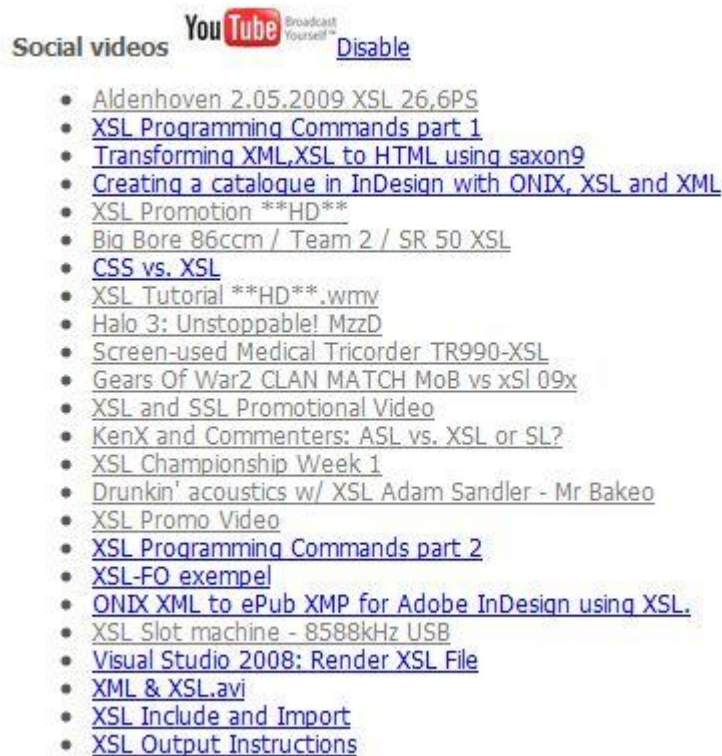 Social videos YouTube Broadcast Yourself™ Disable
Aldenhoven 2.05.2009 XSL 26,6PS
XSL Programming Commands part 1
Transforming XML,XSL to HTML using saxon9
Creating a catalogue in InDesign with ONIX, XSL and XML
XSL Promotion **HD**
Big Bore 86ccm / Team 2 / SR 50 XSL
CSS vs. XSL
XSL Tutorial **HD**.wmv
Halo 3: Unstoppable! MzzD
Screen-used Medical Tricorder TR990-XSL
Gears Of War2 CLAN MATCH MoB vs xSl 09x
XSL and SSL Promotional Video
KenX and Commenters: ASL vs. XSL or SL?
XSL Championship Week 1
Drunkin' acoustics w/ XSL Adam Sandler - Mr Bakeo
XSL Promo Video
XSL Programming Commands part 2
XSL-FO exempel
ONIX XML to ePub XMP for Adobe InDesign using XSL.
XSL Slot machine - 8588kHz USB
Visual Studio 2008: Render XSL File
XML & XSL.avi
XSL Include and Import
XSL Output Instructions